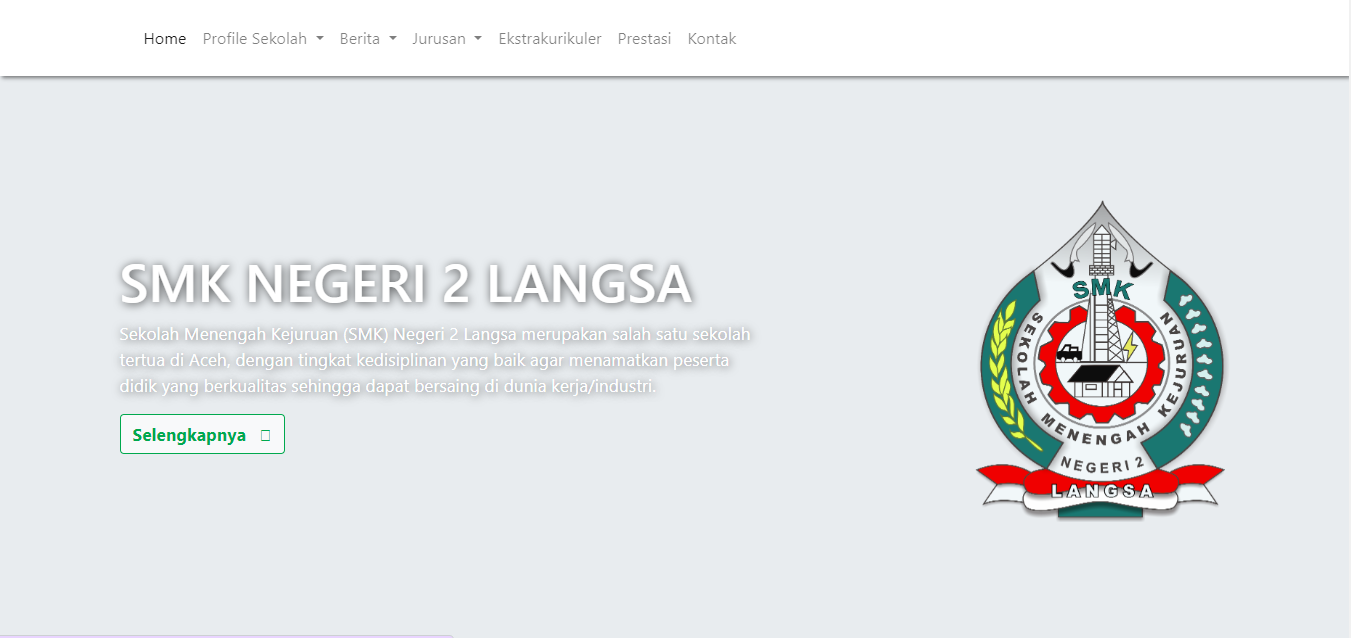 Home Profile Sekolah Berita Jurusan Ekstrakurikuler Prestasi Kontak
SMK NEGERI 2 LANGSA
Sekolah Menengah Kejuruan (SMK) Negeri 2 Langsa merupakan salah satu sekolah
tertua di Aceh, dengan tingkat kedisiplinan yang baik agar menamatkan peserta
didik yang berkualitas sehingga dapat bersaing di dunia kerja/industri.
Selengkapnya
SMK
SEKOLAH MENENGAH KEJURUAN
NEGERI 2
LANGSA